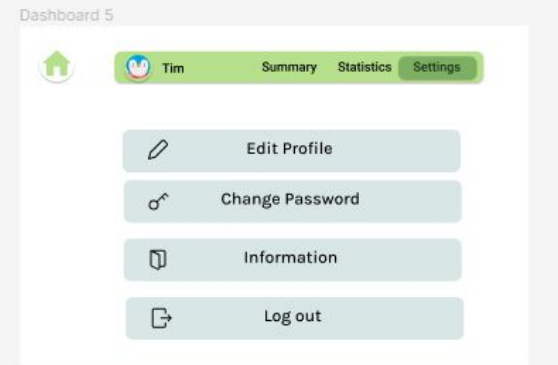 Dashboard 5
Tim Summary Statistics Settings
Edit Profile
Change Password
Information
Log out